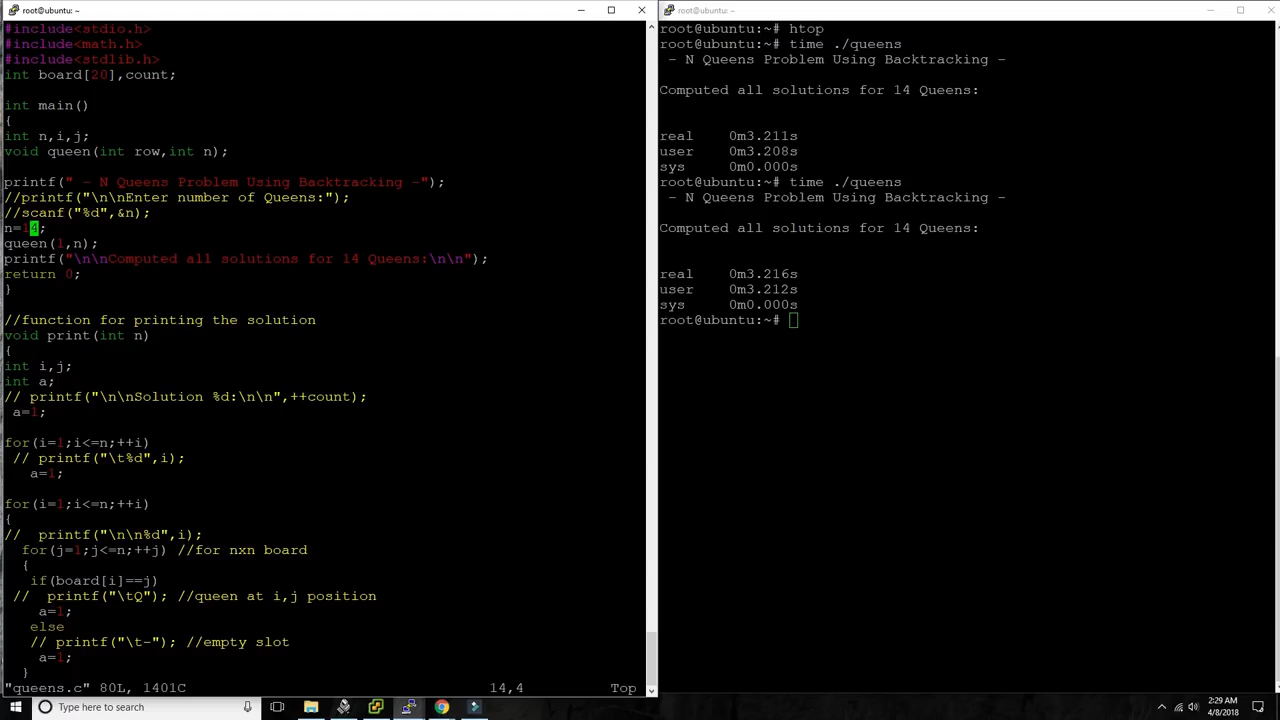 root@ubuntu: ~
#include<stdio.h>
#include<math.h>
#include<stdlib.h>
int board[20],count;
int main()
{
int n,i,j;
void queen(int row,int n);
printf(" - N Queens Problem Using Backtracking -");
//printf("\n\nEnter number of Queens:");
//scanf("%d",&n);
n=14;
queen(1,n);
printf("\n\nComputed all solutions for 14 Queens:\n\n");
return 0;
}
//function for printing the solution
void print(int n)
{
int i,j;
int a;
// printf("\n\nSolution %d:\n\n",++count);
a=1;
for(i=1;i<=n;++i)
// printf("\t%d",i);
a=1;
for(i=1;i<=n;++i)
{
//  printf("\n\n%d",i);
for(j=1;j<=n;++j) //for nxn board
{
if(board[i]==j)
//  printf("\tQ"); //queen at i,j position
a=1;
else
// printf("\t-"); //empty slot
a=1;
}
"queens.c" 80L, 1401C 14,4 Top
root@ubuntu: ~
root@ubuntu:~# htop
root@ubuntu:~# time ./queens
- N Queens Problem Using Backtracking -
Computed all solutions for 14 Queens:
real 0m3.211s
user 0m3.208s
sys 0m0.000s
root@ubuntu:~# time ./queens
- N Queens Problem Using Backtracking -
Computed all solutions for 14 Queens:
real 0m3.216s
user 0m3.212s
sys 0m0.000s
root@ubuntu:~#
Type here to search
2:29 AM
4/8/2018